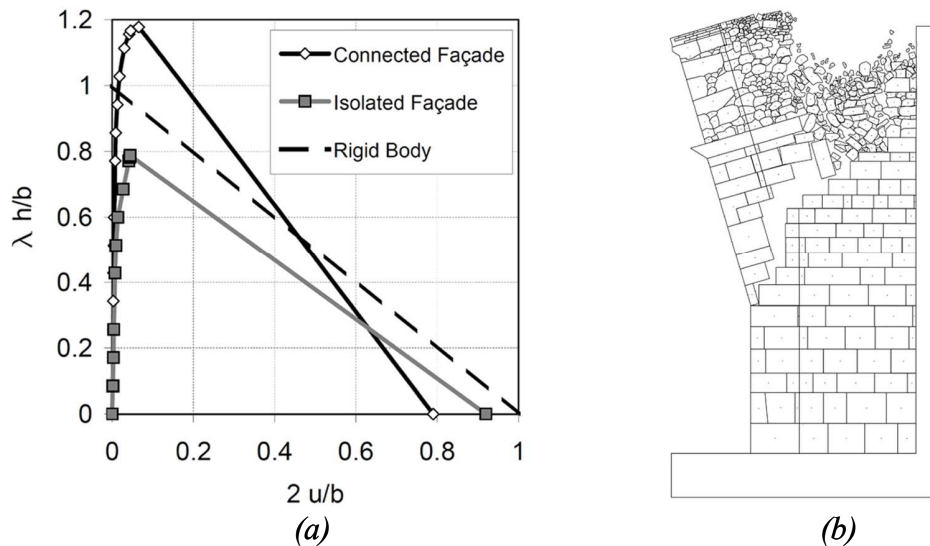 1.2
1
0.8
0.6
0.4
0.2
0
λ h/b
Connected Façade
Isolated Façade
Rigid Body
0 0.2 0.4 0.6 0.8 1
2 u/b
(a) (b)